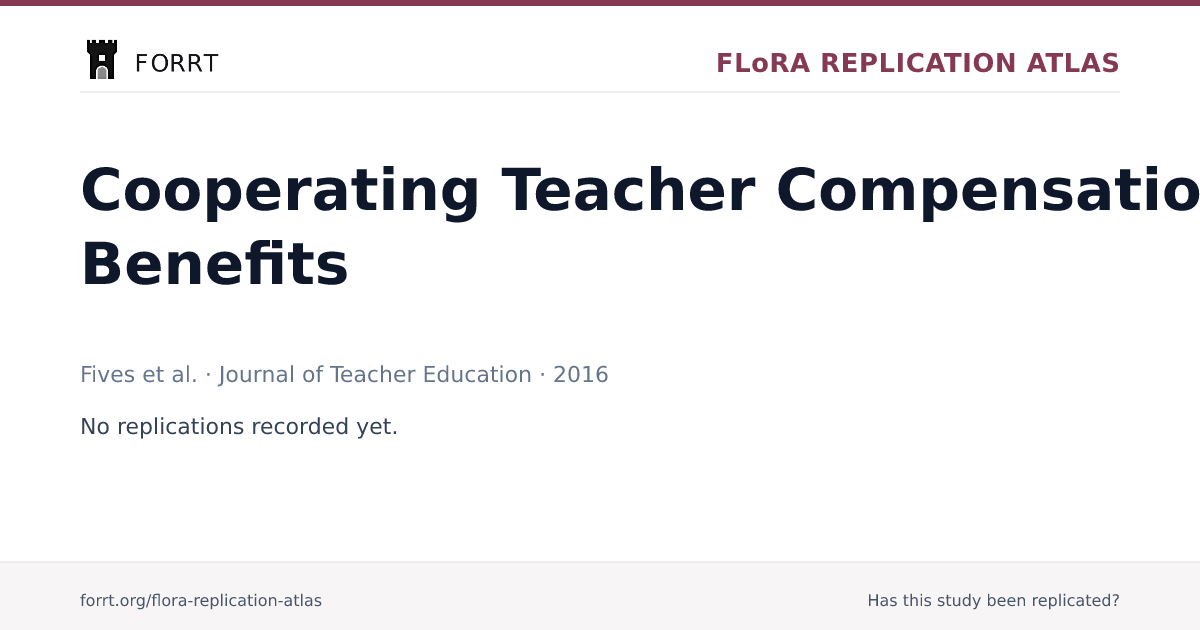 FORRT
FLoRA REPLICATION ATLAS
Cooperating Teacher Compensatio
Benefits
Fives et al. · Journal of Teacher Education · 2016
No replications recorded yet.
forrt.org/flora-replication-atlas
Has this study been replicated?